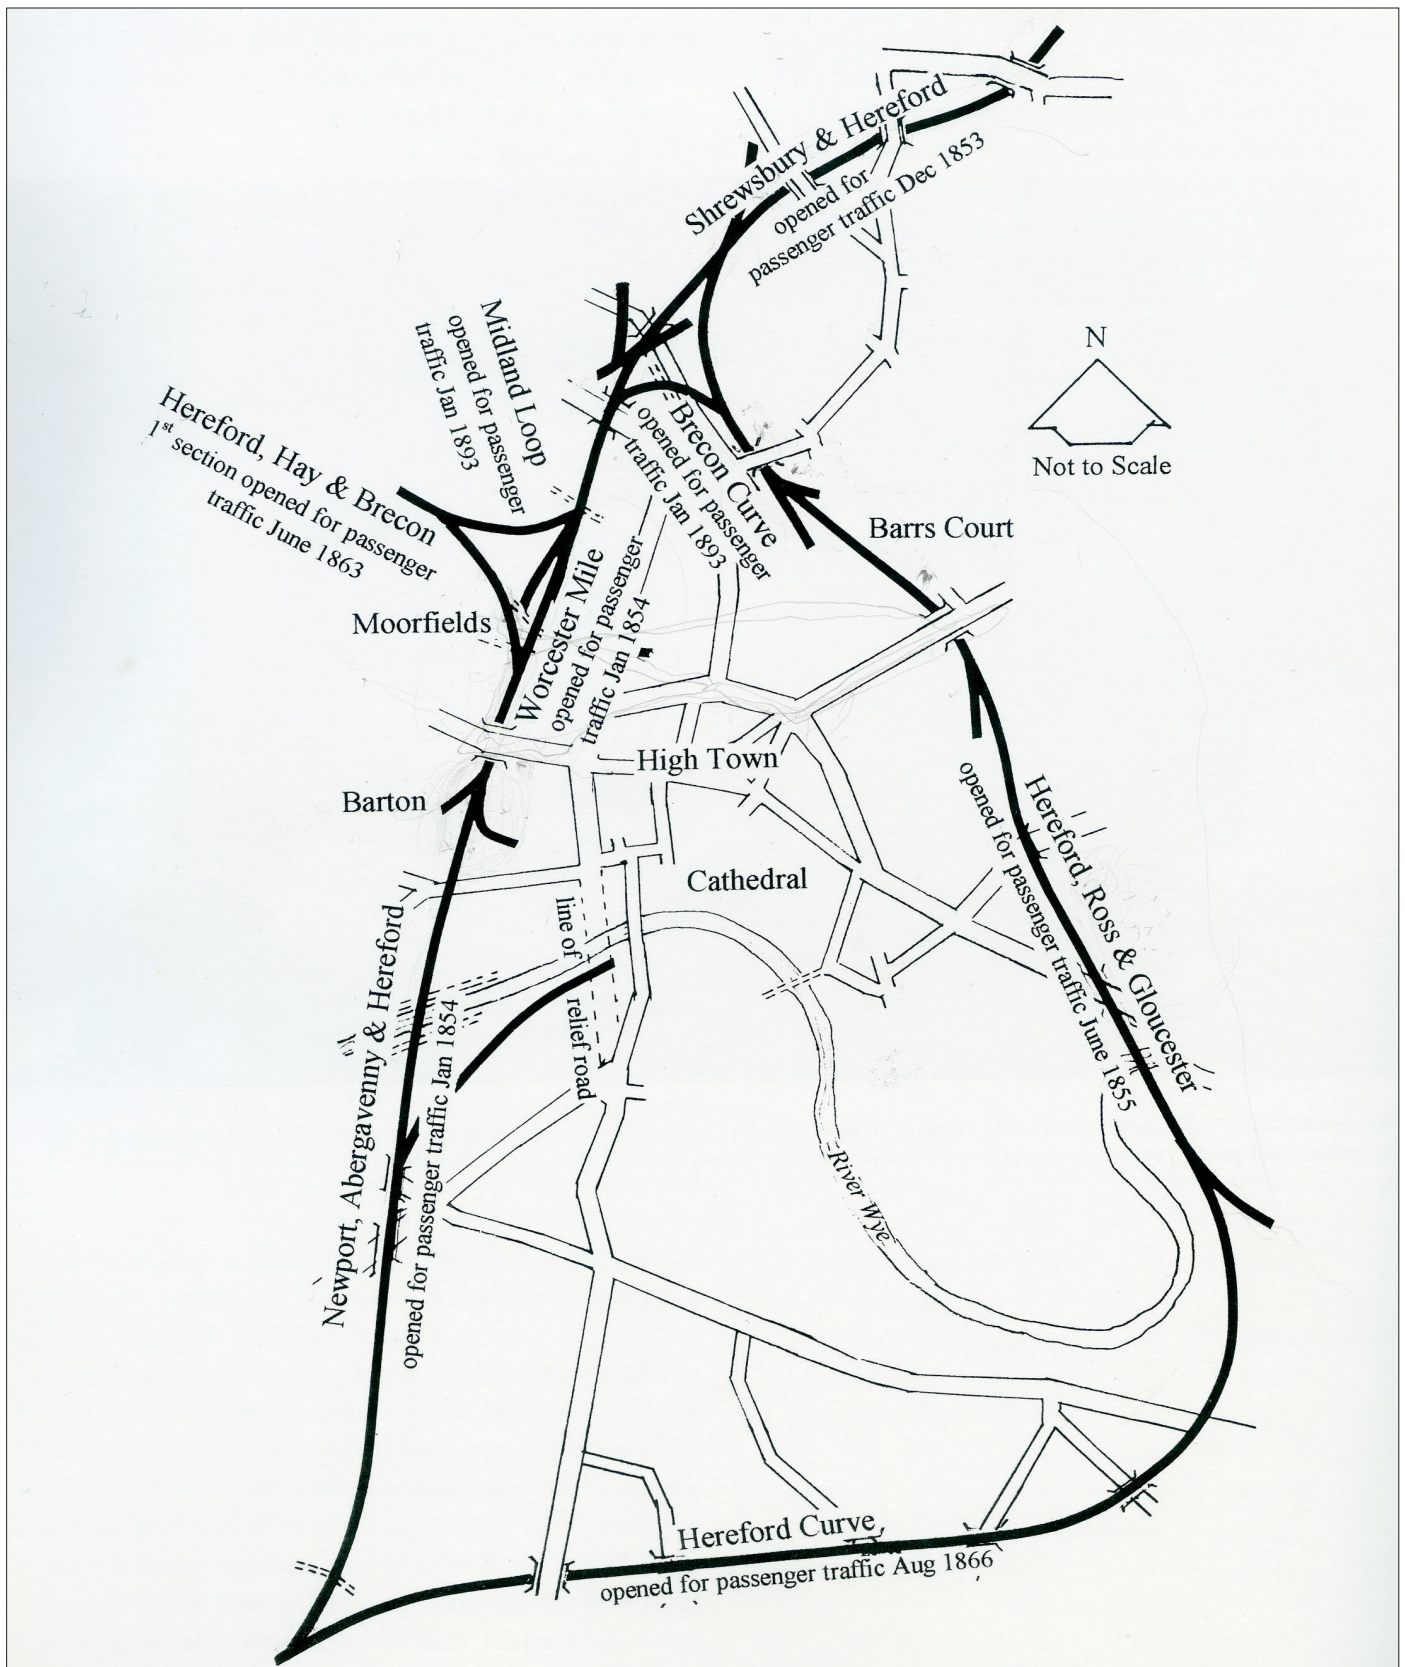 Shrewsbury & Hereford
opened for
passenger traffic Dec 1853
N
Not to Scale
Midland Loop
opened for passenger
traffic Jan 1893
Hereford, Hay & Brecon
1st section opened for passenger
traffic June 1863
Brecon Curve
opened for passenger
traffic Jan 1893
Barrs Court
Moorfields
Worcester Mile
opened for passenger
traffic Jan 1854
High Town
Barton
Cathedral
Hereford, Ross & Gloucester
opened for passenger traffic June 1855
line of
relief road
Newport, Abergavenny & Hereford
opened for passenger traffic Jan 1854
River Wye
Hereford Curve
opened for passenger traffic Aug 1866